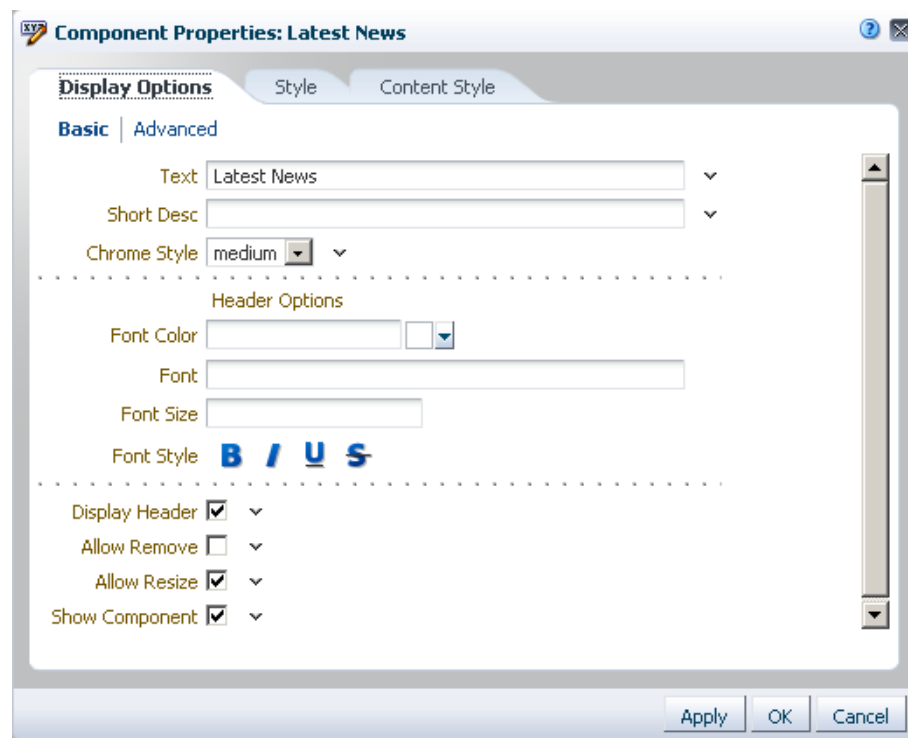 Component Properties: Latest News
Display Options Style Content Style
Basic Advanced
Text Latest News
Short Desc
Chrome Style medium
Header Options
Font Color
Font
Font Size
Font Style B I U S
Display Header
Allow Remove
Allow Resize
Show Component
Apply OK Cancel